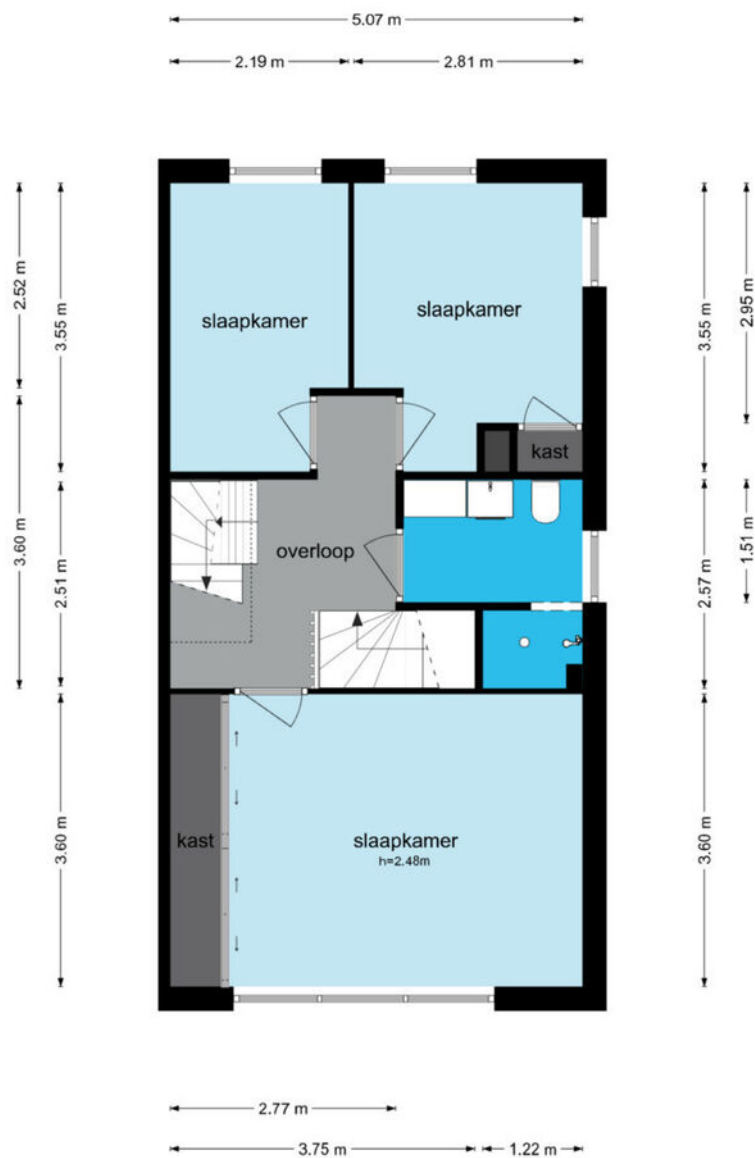 5.07 m
2.19 m
2.81 m
2.52 m
3.55 m
3.55 m
2.95 m
slaapkamer
slaapkamer
kast
3.60 m
2.51 m
overloop
2.57 m
1.51 m
3.60 m
kast
slaapkamer
h=2.48m
3.60 m
2.77 m
3.75 m
1.22 m